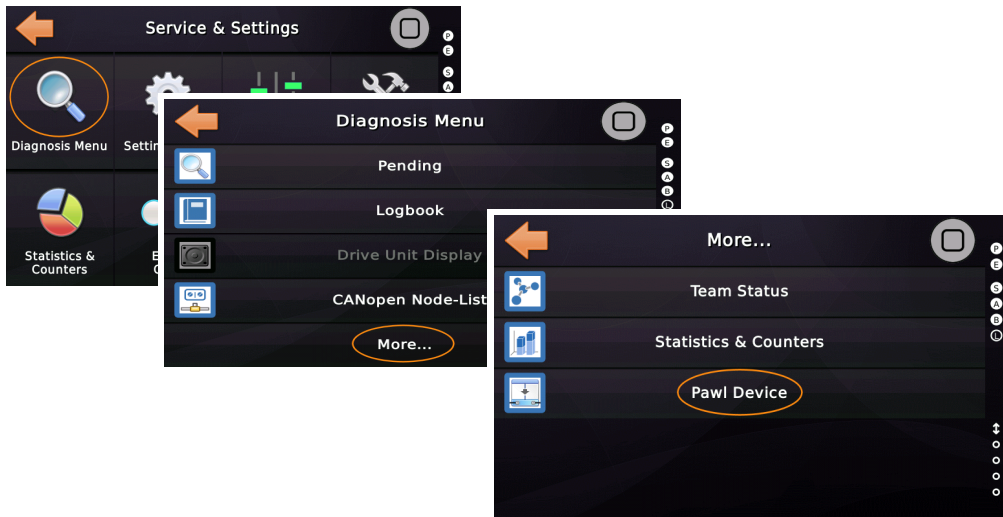 Service & Settings
P
E
S
A
Diagnosis Menu
Statistics &
Counters
Diagnosis Menu
P
E
S
A
B
L
Pending
Logbook
Drive Unit Display
CANopen Node-List
More...
More...
P
E
S
A
B
L
Team Status
Statistics & Counters
Pawl Device